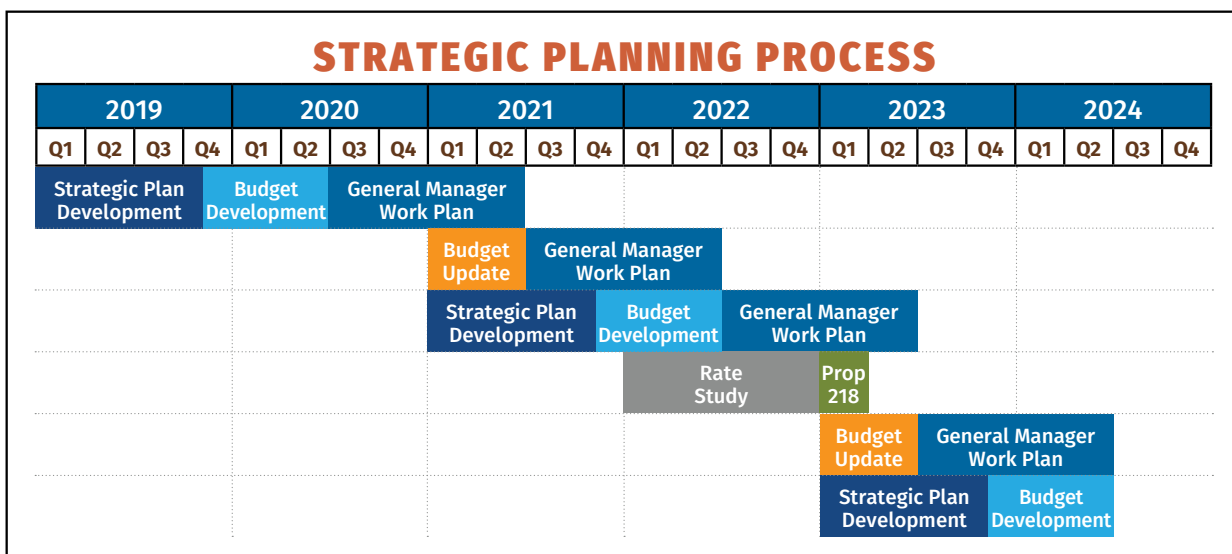 STRATEGIC PLANNING PROCESS
2019 2020 2021 2022 2023 2024
Q1 Q2 Q3 Q4 Q1 Q2 Q3 Q4 Q1 Q2 Q3 Q4 Q1 Q2 Q3 Q4 Q1 Q2 Q3 Q4 Q1 Q2 Q3 Q4
Strategic Plan
Development
Budget
Development
General Manager
Work Plan
Budget
Update
General Manager
Work Plan
Strategic Plan
Development
Budget
Development
General Manager
Work Plan
Rate
Study
Prop
218
Budget
Update
General Manager
Work Plan
Strategic Plan
Development
Budget
Development